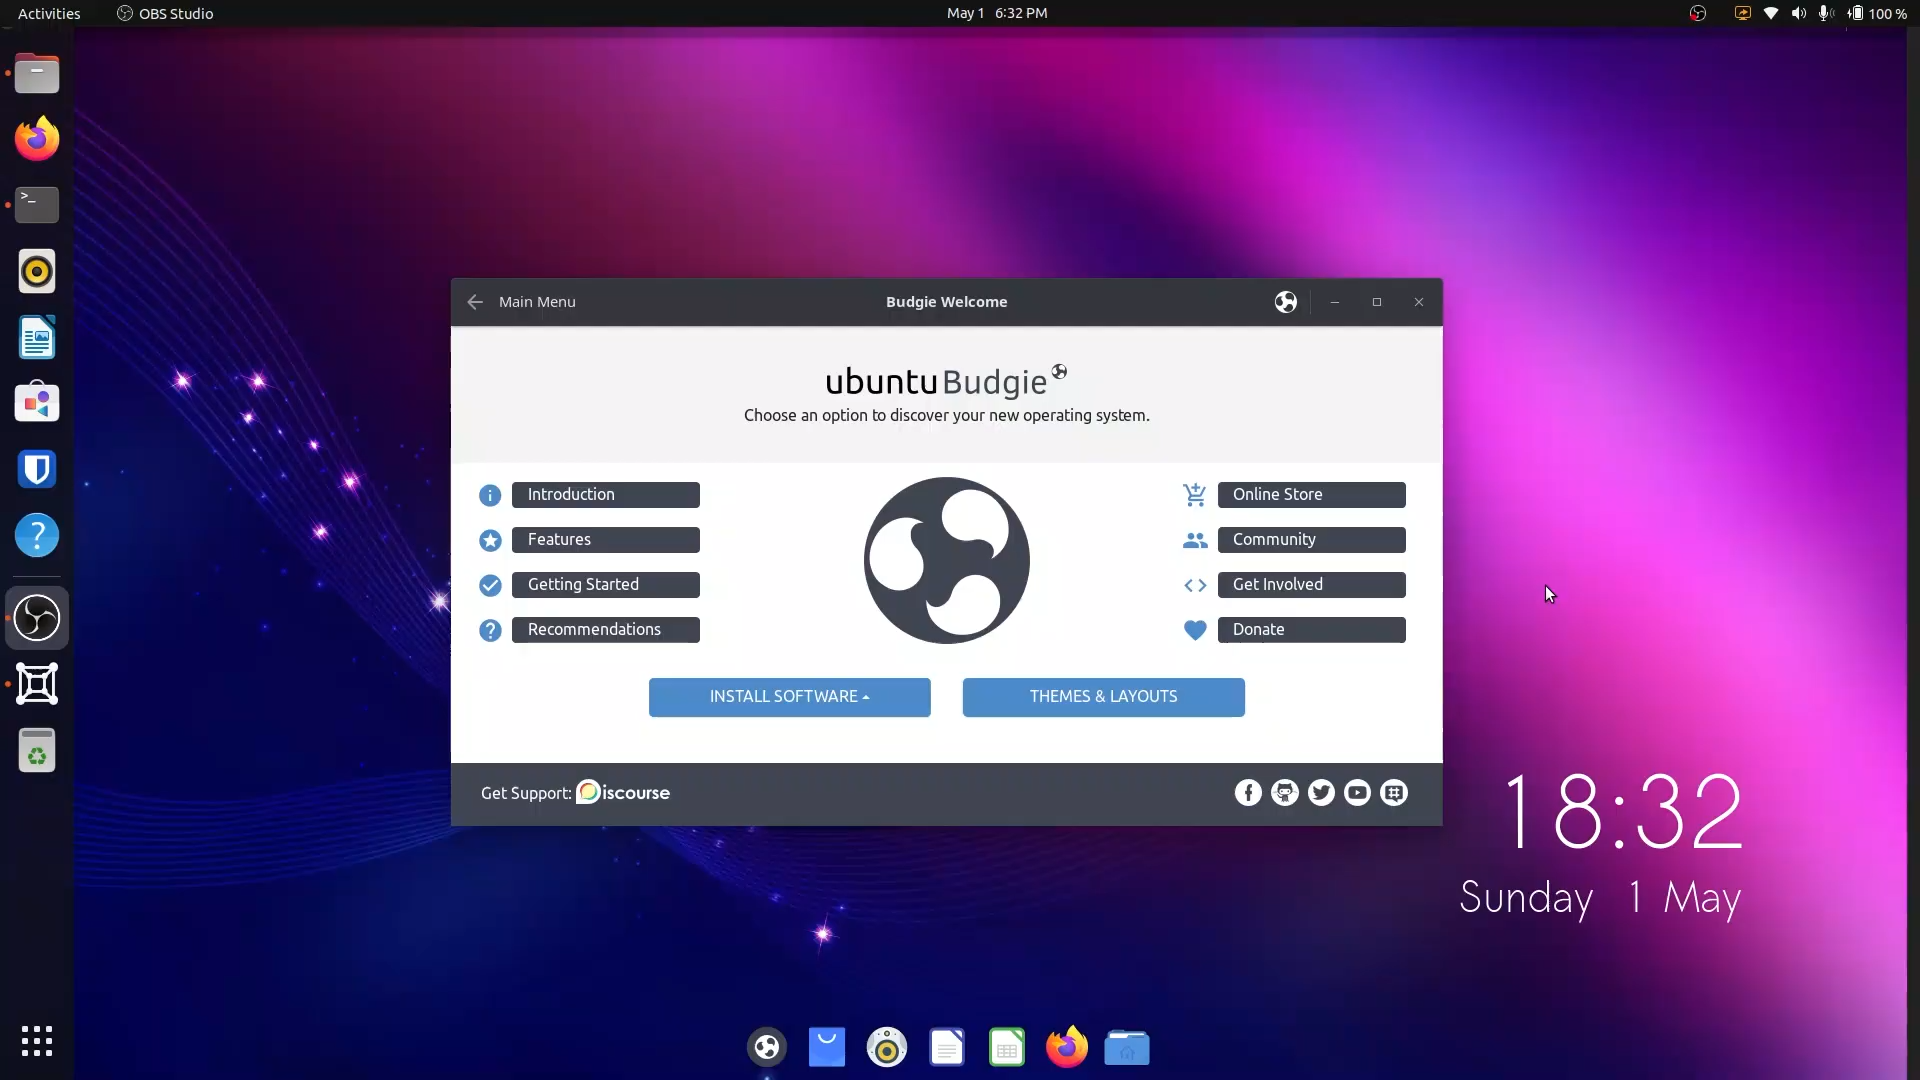 Activities OBS Studio May 1 6:32 PM 100 %
Main Menu Budgie Welcome
ubuntu Budgie
Choose an option to discover your new operating system.
Introduction
Features
Getting Started
Recommendations
Online Store
Community
Get Involved
Donate
INSTALL SOFTWARE
THEMES & LAYOUTS
Get Support: Discourse
18:32
Sunday 1 May